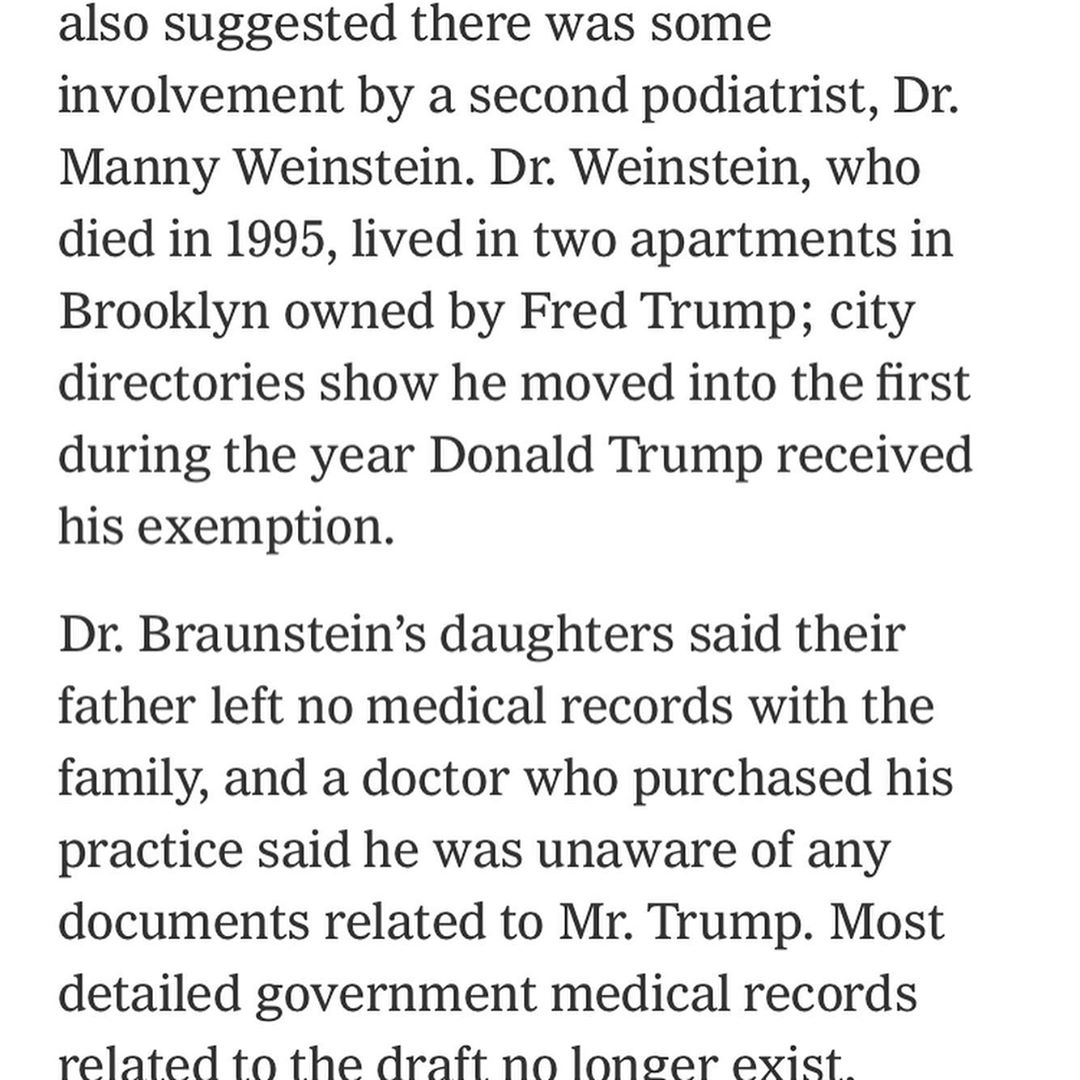 also suggested there was some
involvement by a second podiatrist, Dr.
Manny Weinstein. Dr. Weinstein, who
died in 1995, lived in two apartments in
Brooklyn owned by Fred Trump; city
directories show he moved into the first
during the year Donald Trump received
his exemption.
Dr. Braunstein’s daughters said their
father left no medical records with the
family, and a doctor who purchased his
practice said he was unaware of any
documents related to Mr. Trump. Most
detailed government medical records
related to the draft no longer exist,